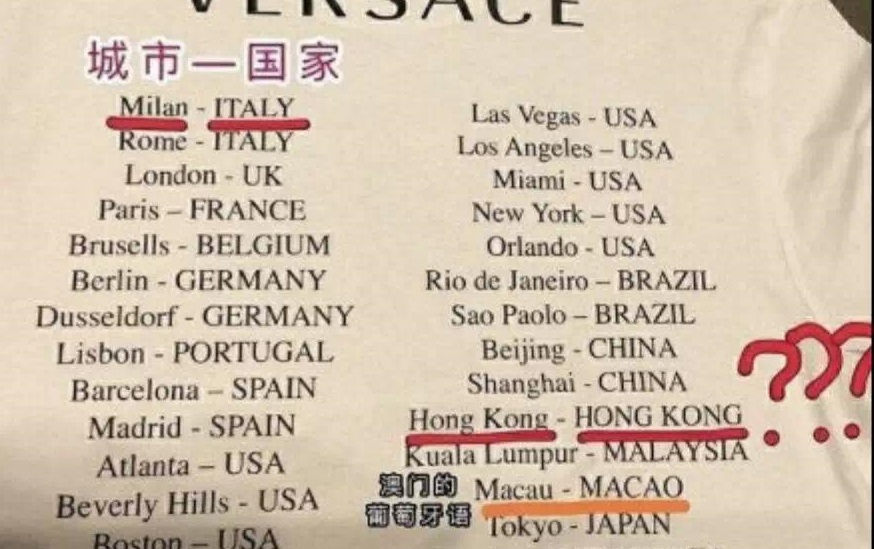 VERSACE
城市—国家
Milan - ITALY
Rome - ITALY
London - UK
Paris – FRANCE
Brusells - BELGIUM
Berlin - GERMANY
Dusseldorf - GERMANY
Lisbon - PORTUGAL
Barcelona – SPAIN
Madrid - SPAIN
Atlanta – USA
Beverly Hills - USA
Boston – USA
Las Vegas - USA
Los Angeles – USA
Miami - USA
New York – USA
Orlando - USA
Rio de Janeiro – BRAZIL
Sao Paolo – BRAZIL
Beijing - CHINA
Shanghai - CHINA
Hong Kong - HONG KONG
???
Kuala Lumpur - MALAYSIA
澳门的
葡萄牙语
Macau - MACAO
Tokyo - JAPAN